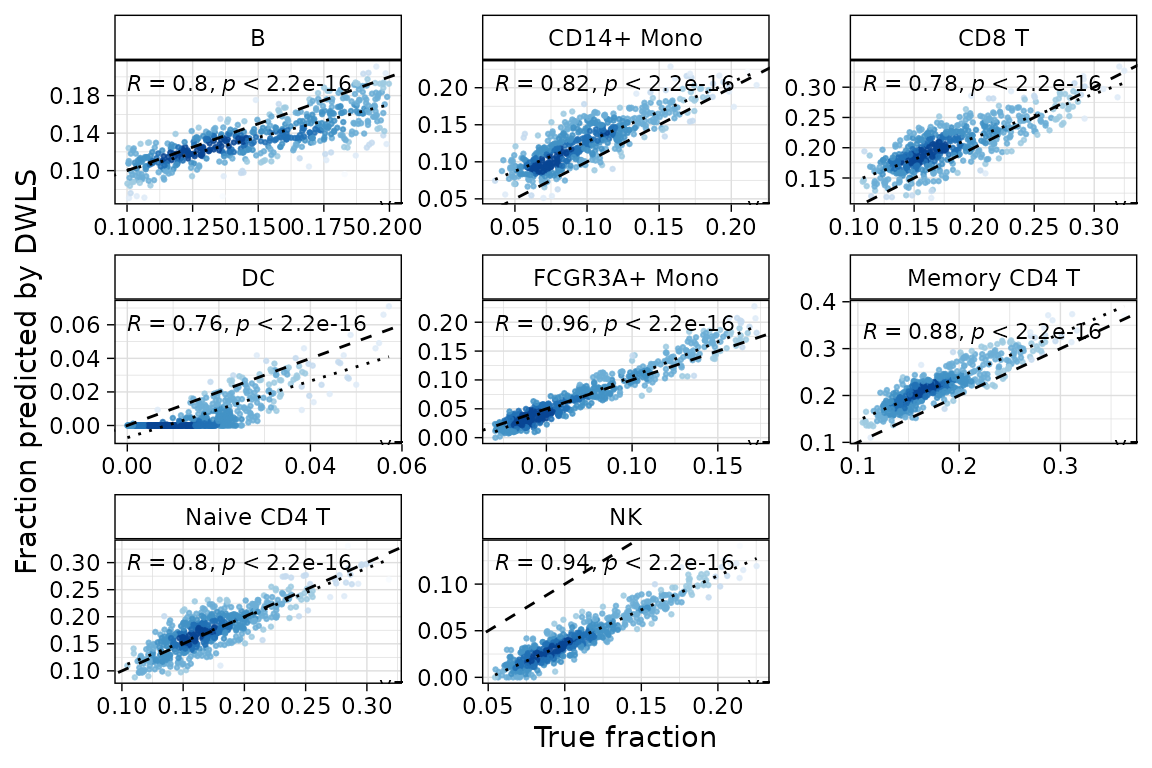 Fraction predicted by DWLS
B
R = 0.8, p < 2.2e-16
0.18
0.14
0.10
0.100 0.125 0.150 0.175 0.200
CD14+ Mono
R = 0.82, p < 2.2e-16
0.20
0.15
0.10
0.05
0.05 0.10 0.15 0.20
CD8 T
R = 0.78, p < 2.2e-16
0.30
0.25
0.20
0.15
0.10 0.15 0.20 0.25 0.30
DC
R = 0.76, p < 2.2e-16
0.06
0.04
0.02
0.00
0.00 0.02 0.04 0.06
FCGR3A+ Mono
R = 0.96, p < 2.2e-16
0.20
0.15
0.10
0.05
0.00
0.05 0.10 0.15
Memory CD4 T
0.4
R = 0.88, p < 2.2e-16
0.3
0.2
0.1
0.1 0.2 0.3
Naive CD4 T
R = 0.8, p < 2.2e-16
0.30
0.25
0.20
0.15
0.10
0.10 0.15 0.20 0.25 0.30
NK
R = 0.94, p < 2.2e-16
0.10
0.05
0.00
0.05 0.10 0.15 0.20
True fraction